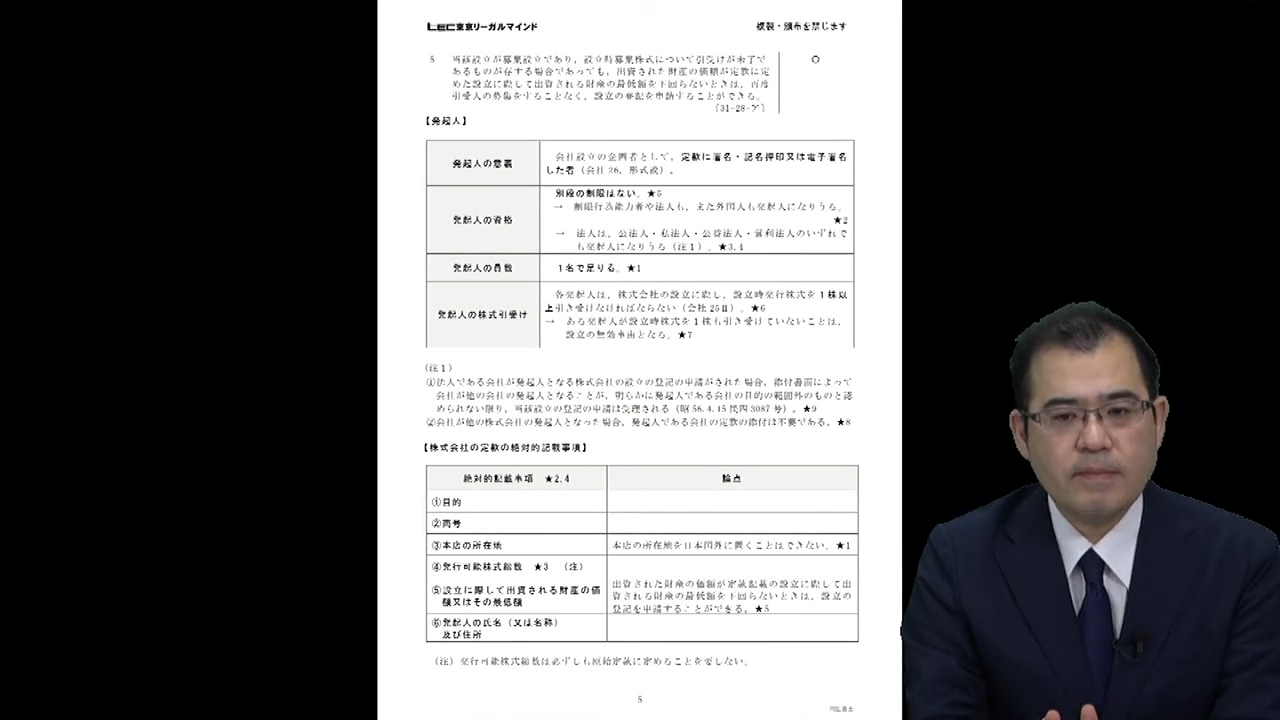 LEC東京リーガルマインド
複製・頒布を禁じます
5 当該設立が募集設立であり，設立時募集株式について引受けが未了で
あるものが存する場合であっても，出資された財産の価額が定款に定
めた設立に際して出資される財産の最低額を下回らないときは，再度
引受人の募集をすることなく，設立の登記を申請することができる。
〔31-28-ア〕
○
【発起人】
発起人の意義
会社設立の企画者として，定款に署名・記名押印又は電子署名
した者（会社26，形式説）。
発起人の資格
別段の制限はない。★5
→ 制限行為能力者や法人も，また外国人も発起人になりうる。
★2
→ 法人は，公法人・私法人・公益法人・営利法人のいずれで
も発起人になりうる（注1）。★3,4
発起人の員数
1名で足りる。★1
発起人の株式引受け
各発起人は，株式会社の設立に際し，設立時発行株式を1株以
上引き受けなければならない（会社25Ⅱ）。★6
→ ある発起人が設立時株式を1株も引き受けていないことは，
設立の無効事由となる。★7
（注1）
①法人である会社が発起人となる株式会社の設立の登記の申請がされた場合，添付書面によって
会社が他の会社の発起人となることが，明らかに発起人である会社の目的の範囲外のものと認
められない限り，当該設立の登記の申請は受理される（昭56.4.15民四3087号）。★9
②会社が他の株式会社の発起人となった場合，発起人である会社の定款の添付は不要である。★8
【株式会社の定款の絶対的記載事項】
絶対的記載事項 ★2,4
論点
①目的
②商号
③本店の所在地
本店の所在地を日本国外に置くことはできない。★1
④発行可能株式総数 ★3 （注）
⑤設立に際して出資される財産の価
額又はその最低額
出資された財産の価額が定款記載の設立に際して出
資される財産の最低額を下回らないときは，設立の
登記を申請することができる。★5
⑥発起人の氏名（又は名称）
及び住所
（注）発行可能株式総数は必ずしも原始定款に定めることを要しない。
5
司法書士